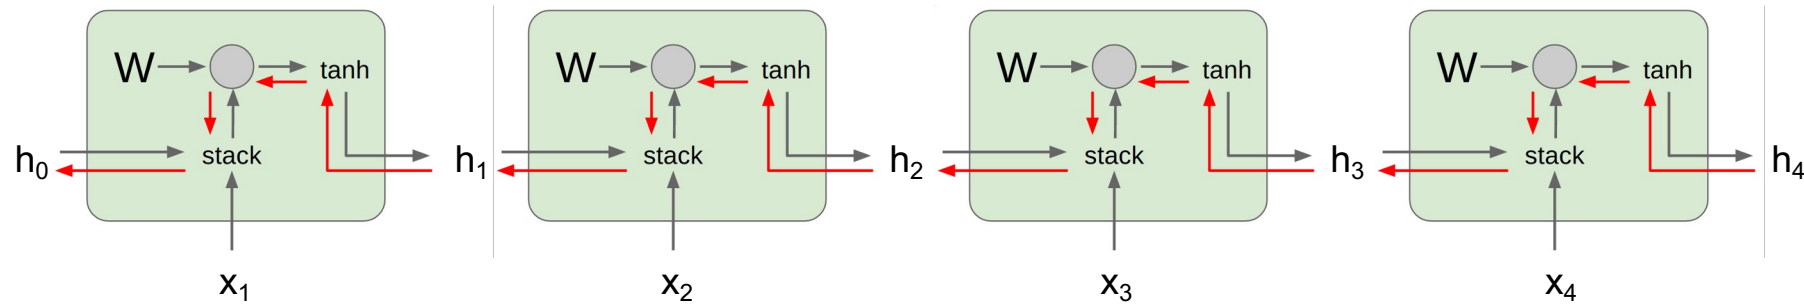 W tanh W tanh W tanh W tanh
h₀ stack h₁ stack h₂ stack h₃ stack h₄
x₁ x₂ x₃ x₄